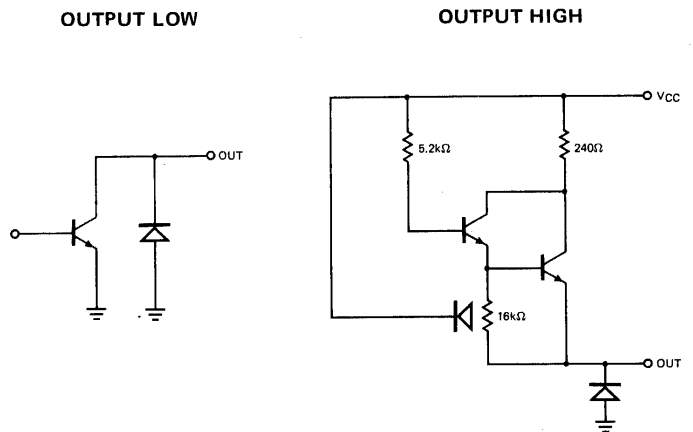 OUTPUT LOW
OUTPUT HIGH
VCC
5.2kΩ
240Ω
OUT
16kΩ
OUT